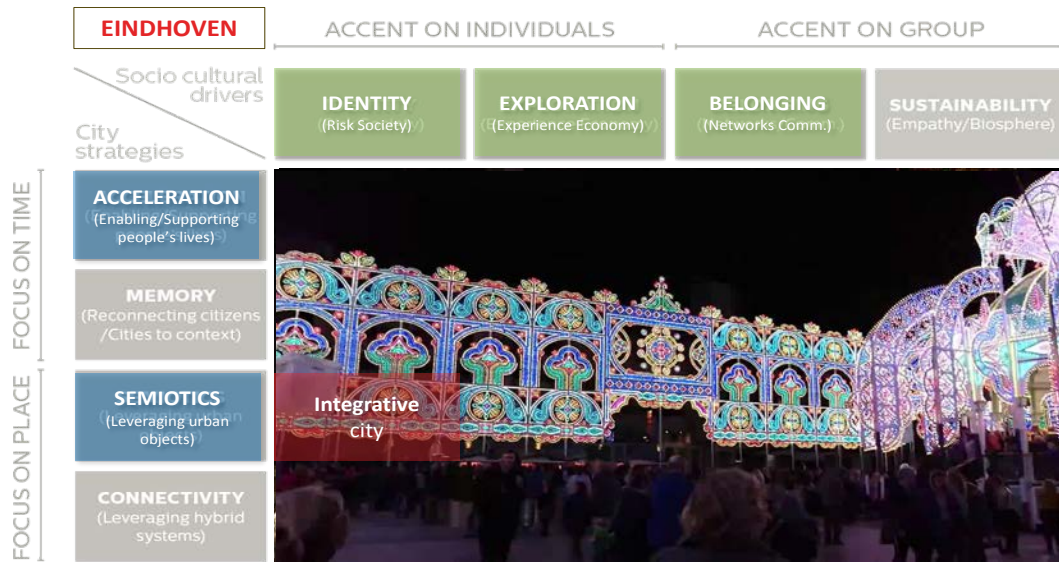 EINDHOVEN
ACCENT ON INDIVIDUALS
ACCENT ON GROUP
Socio cultural
drivers
City
strategies
IDENTITY
(Risk Society)
EXPLORATION
(Experience Economy)
BELONGING
(Networks Comm.)
SUSTAINABILITY
(Empathy/Biosphere)
FOCUS ON TIME
ACCELERATION
(Enabling/Supporting
people's lives)
MEMORY
(Reconnecting citizens
/Cities to context)
FOCUS ON PLACE
SEMIOTICS
(Leveraging urban
objects)
Integrative
city
CONNECTIVITY
(Leveraging hybrid
systems)